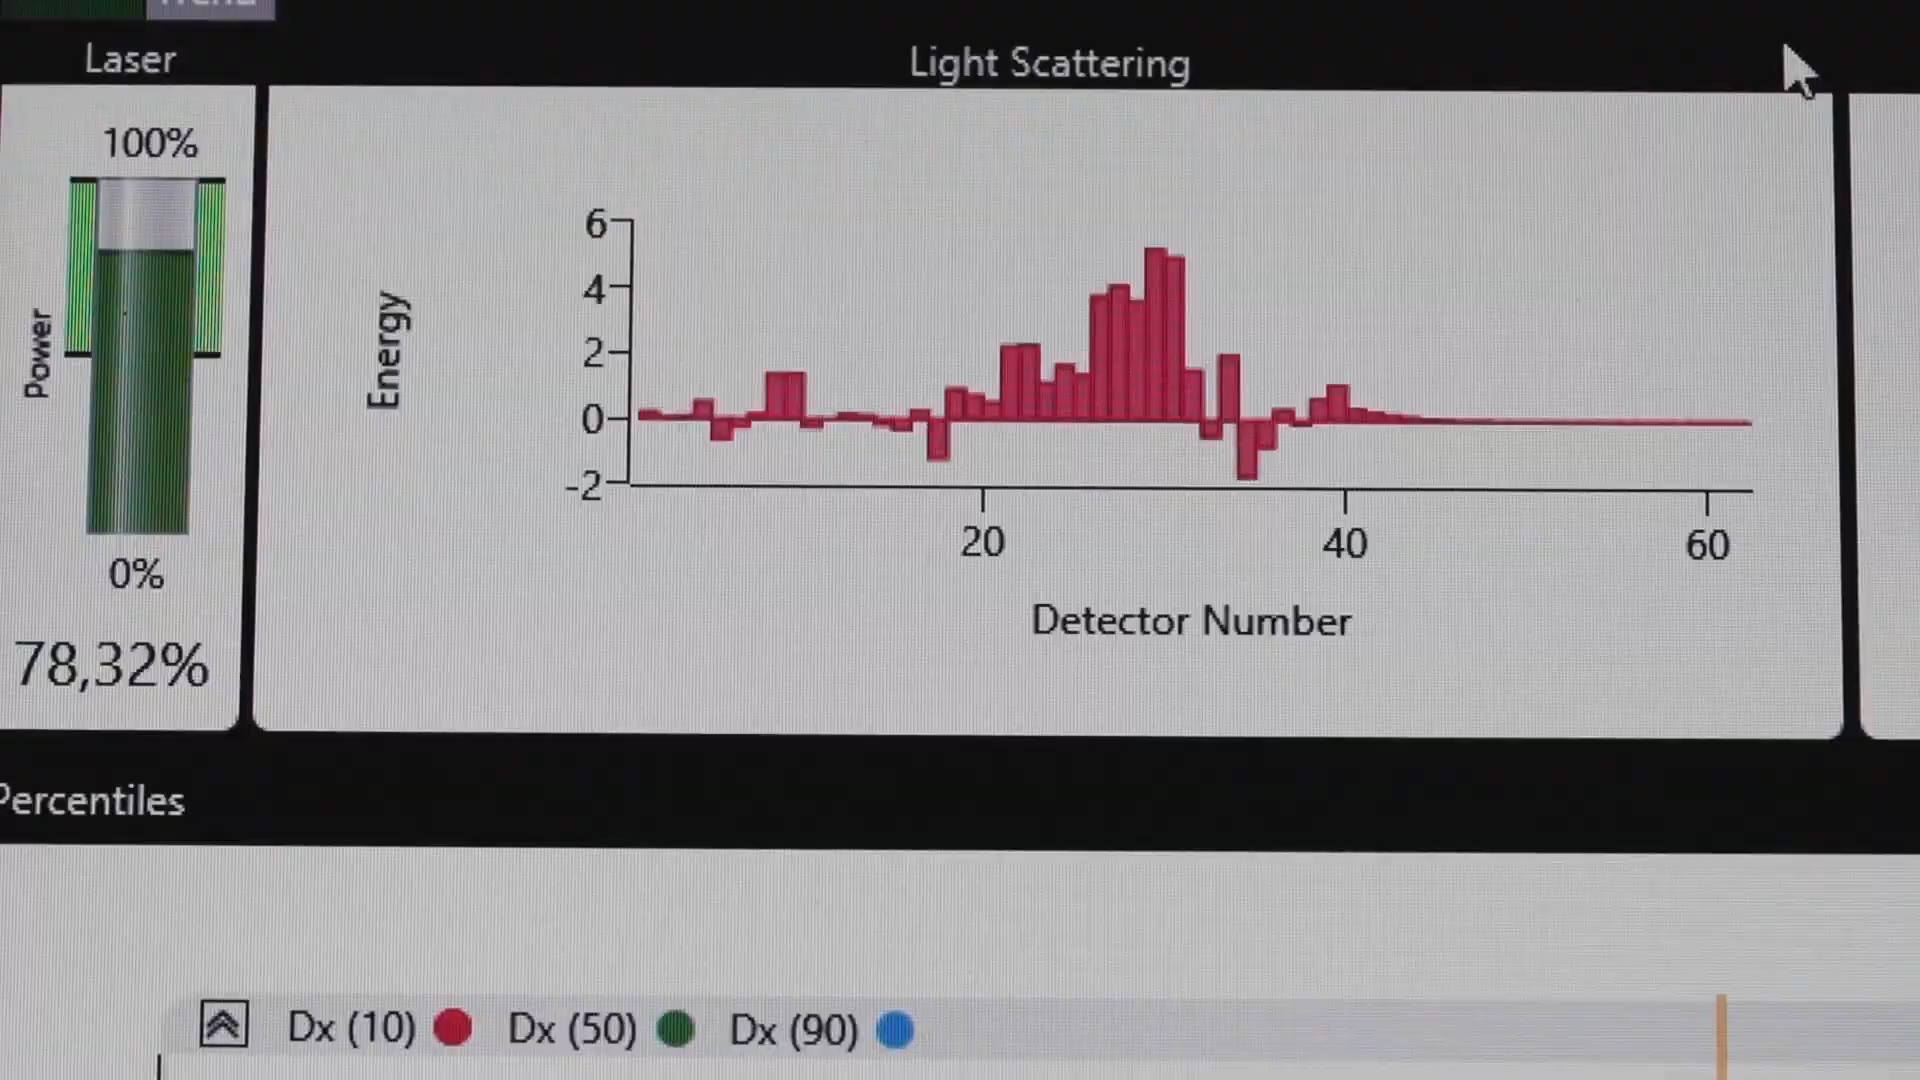 Trend
Laser
Light Scattering
100%
Power
0%
78,32%
Energy
6
4
2
0
-2
20
40
60
Detector Number
Percentiles
Dx (10)
Dx (50)
Dx (90)